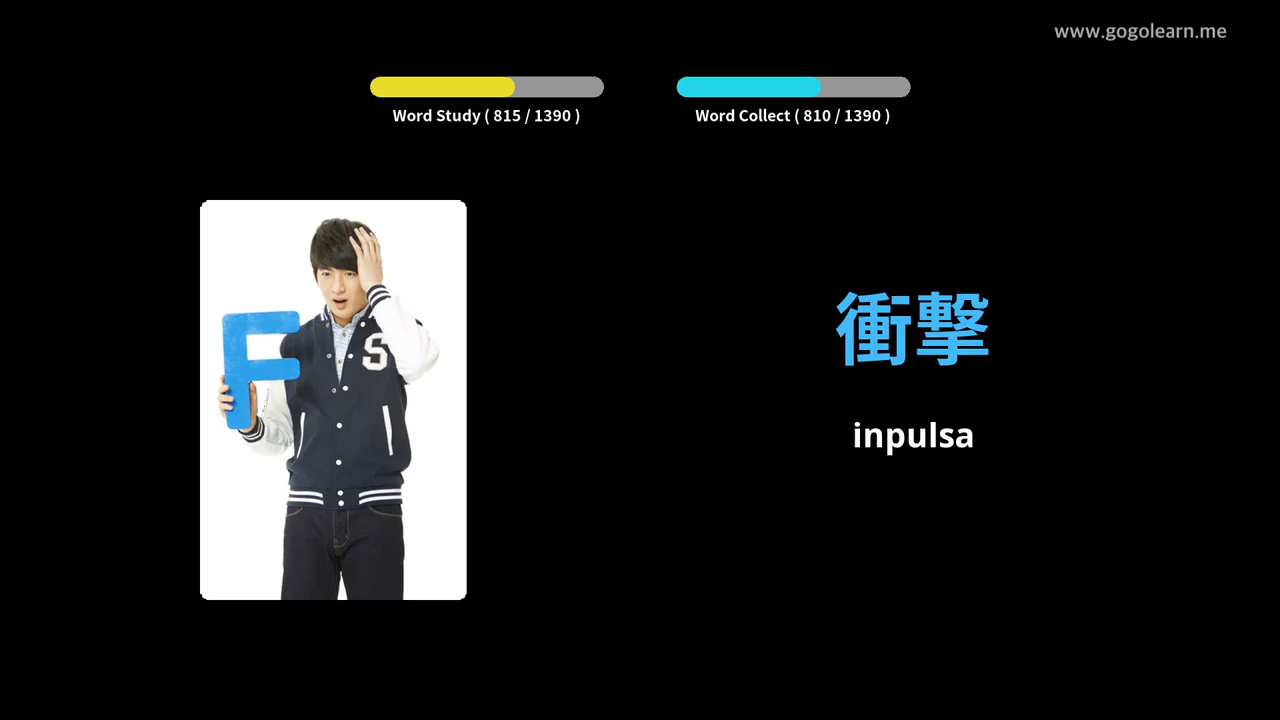 www.gogolearn.me
Word Study ( 815 / 1390 )
Word Collect ( 810 / 1390 )
F
S
衝撃
inpulsa